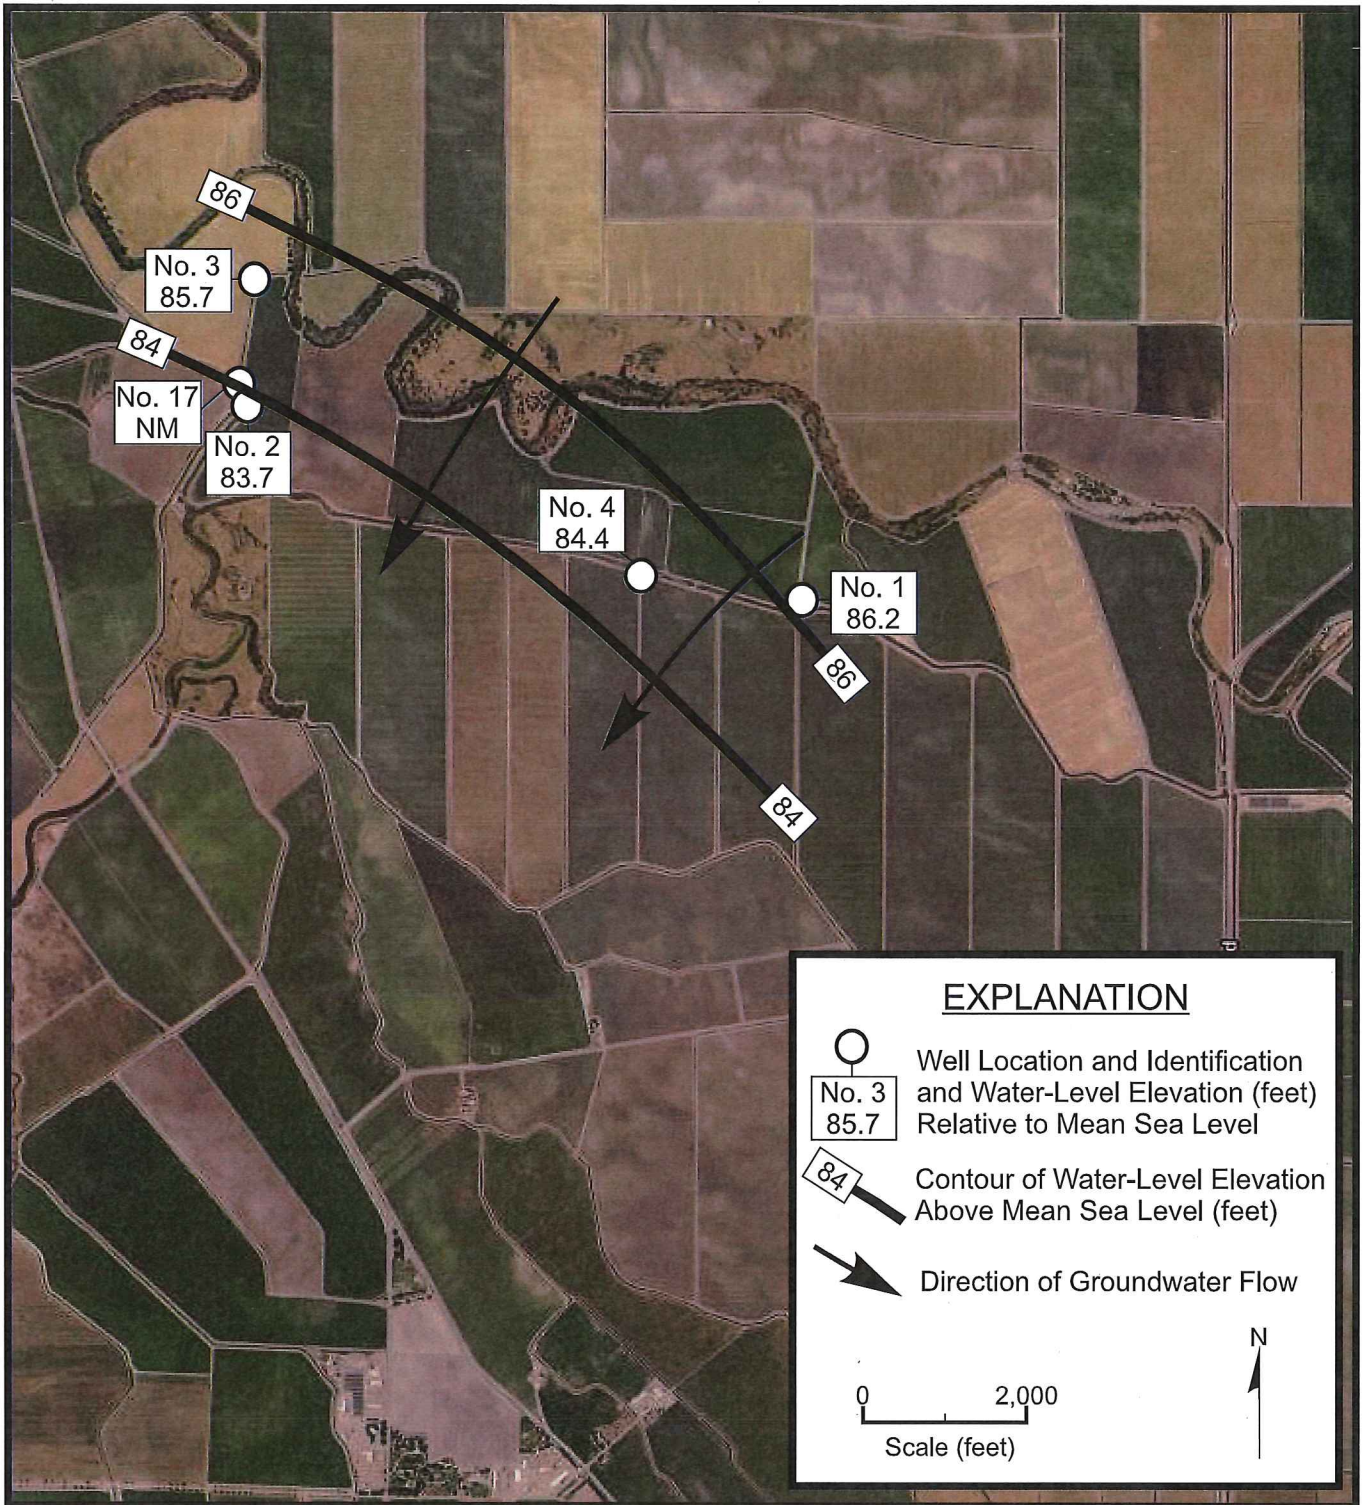 86
No. 3
85.7
84
No. 17
NM
No. 2
83.7
No. 4
84.4
No. 1
86.2
86
84
EXPLANATION
Well Location and Identification
and Water-Level Elevation (feet)
Relative to Mean Sea Level
No. 3
85.7
84
Contour of Water-Level Elevation
Above Mean Sea Level (feet)
Direction of Groundwater Flow
N
0 2,000
Scale (feet)